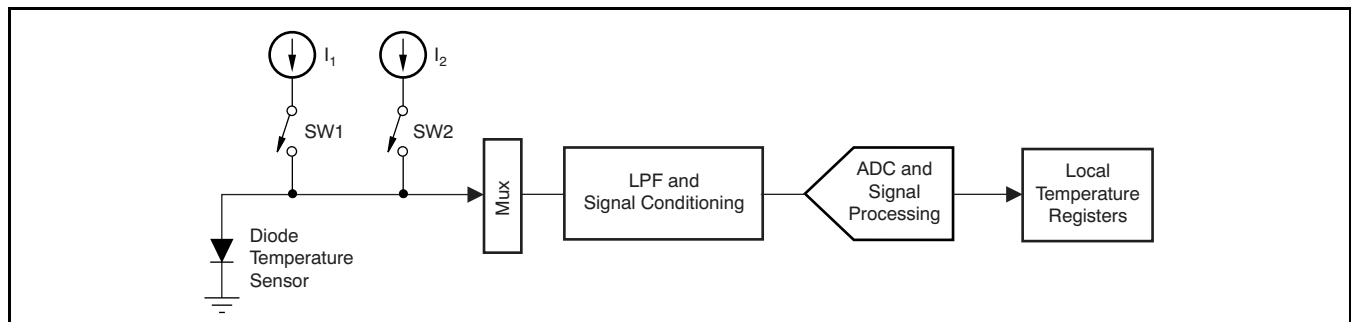 I1
I2
SW1
SW2
Mux
LPF and
Signal Conditioning
ADC and
Signal
Processing
Local
Temperature
Registers
Diode
Temperature
Sensor